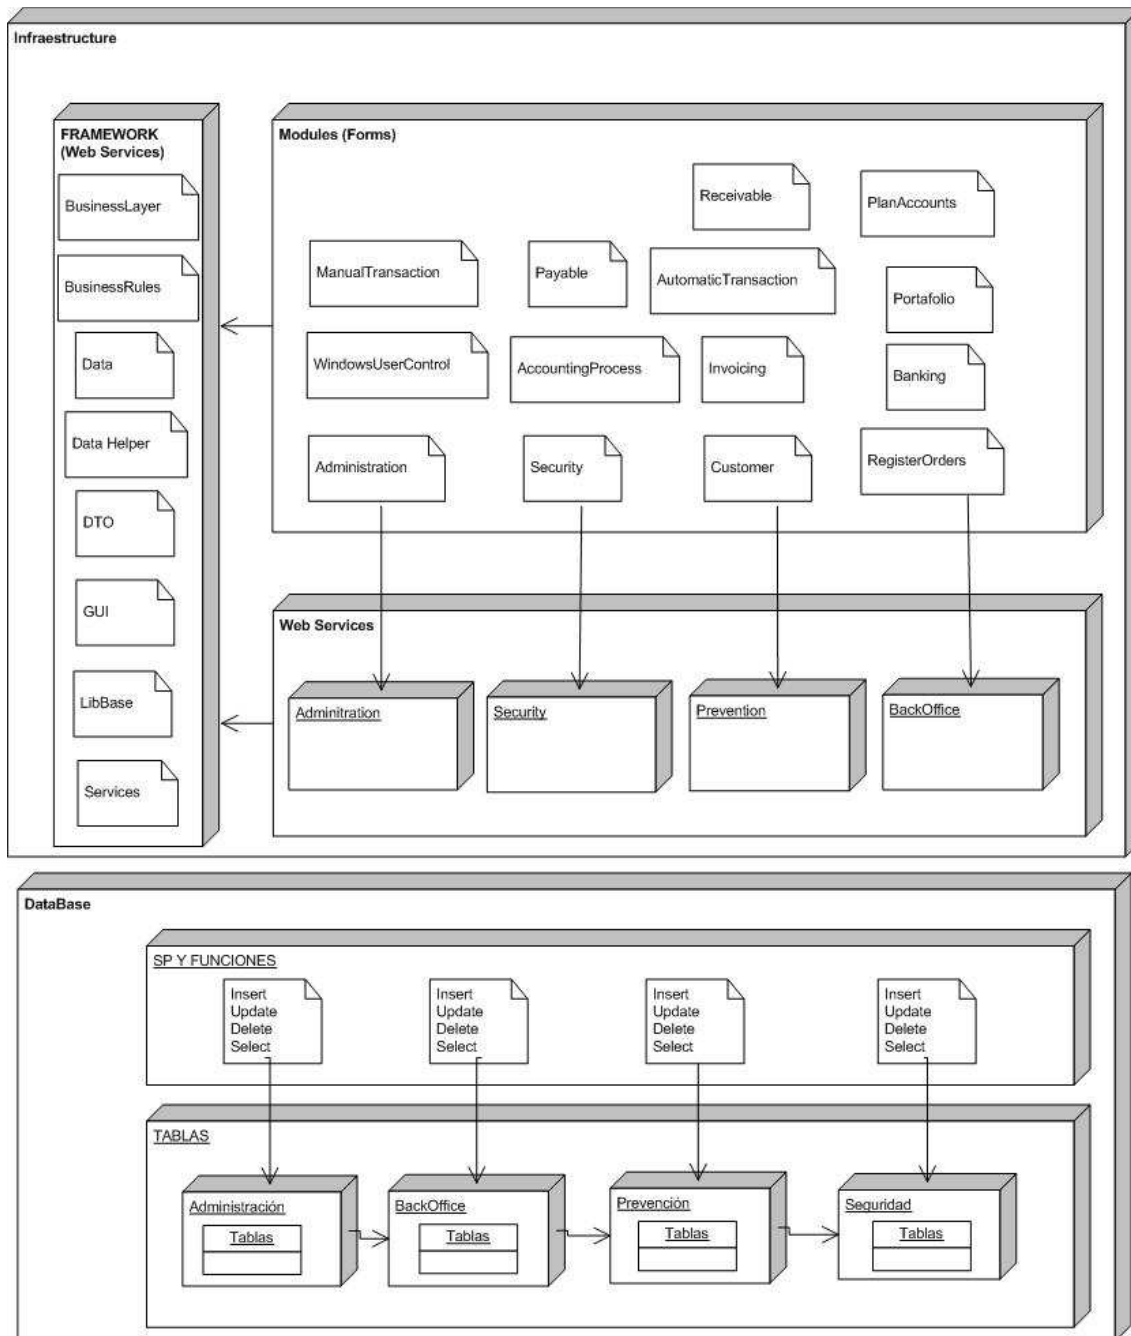 Infraestructure
FRAMEWORK
(Web Services)
BusinessLayer
BusinessRules
Data
Data Helper
DTO
GUI
LibBase
Services
Modules (Forms)
Receivable
PlanAccounts
ManualTransaction
Payable
AutomaticTransaction
Portafolio
WindowsUserControl
AccountingProcess
Invoicing
Banking
Administration
Security
Customer
RegisterOrders
Web Services
Adminitration
Security
Prevention
BackOffice
DataBase
SP Y FUNCIONES
Insert
Update
Delete
Select
Insert
Update
Delete
Select
Insert
Update
Delete
Select
Insert
Update
Delete
Select
TABLAS
Administración
Tablas
BackOffice
Tablas
Prevención
Tablas
Seguridad
Tablas